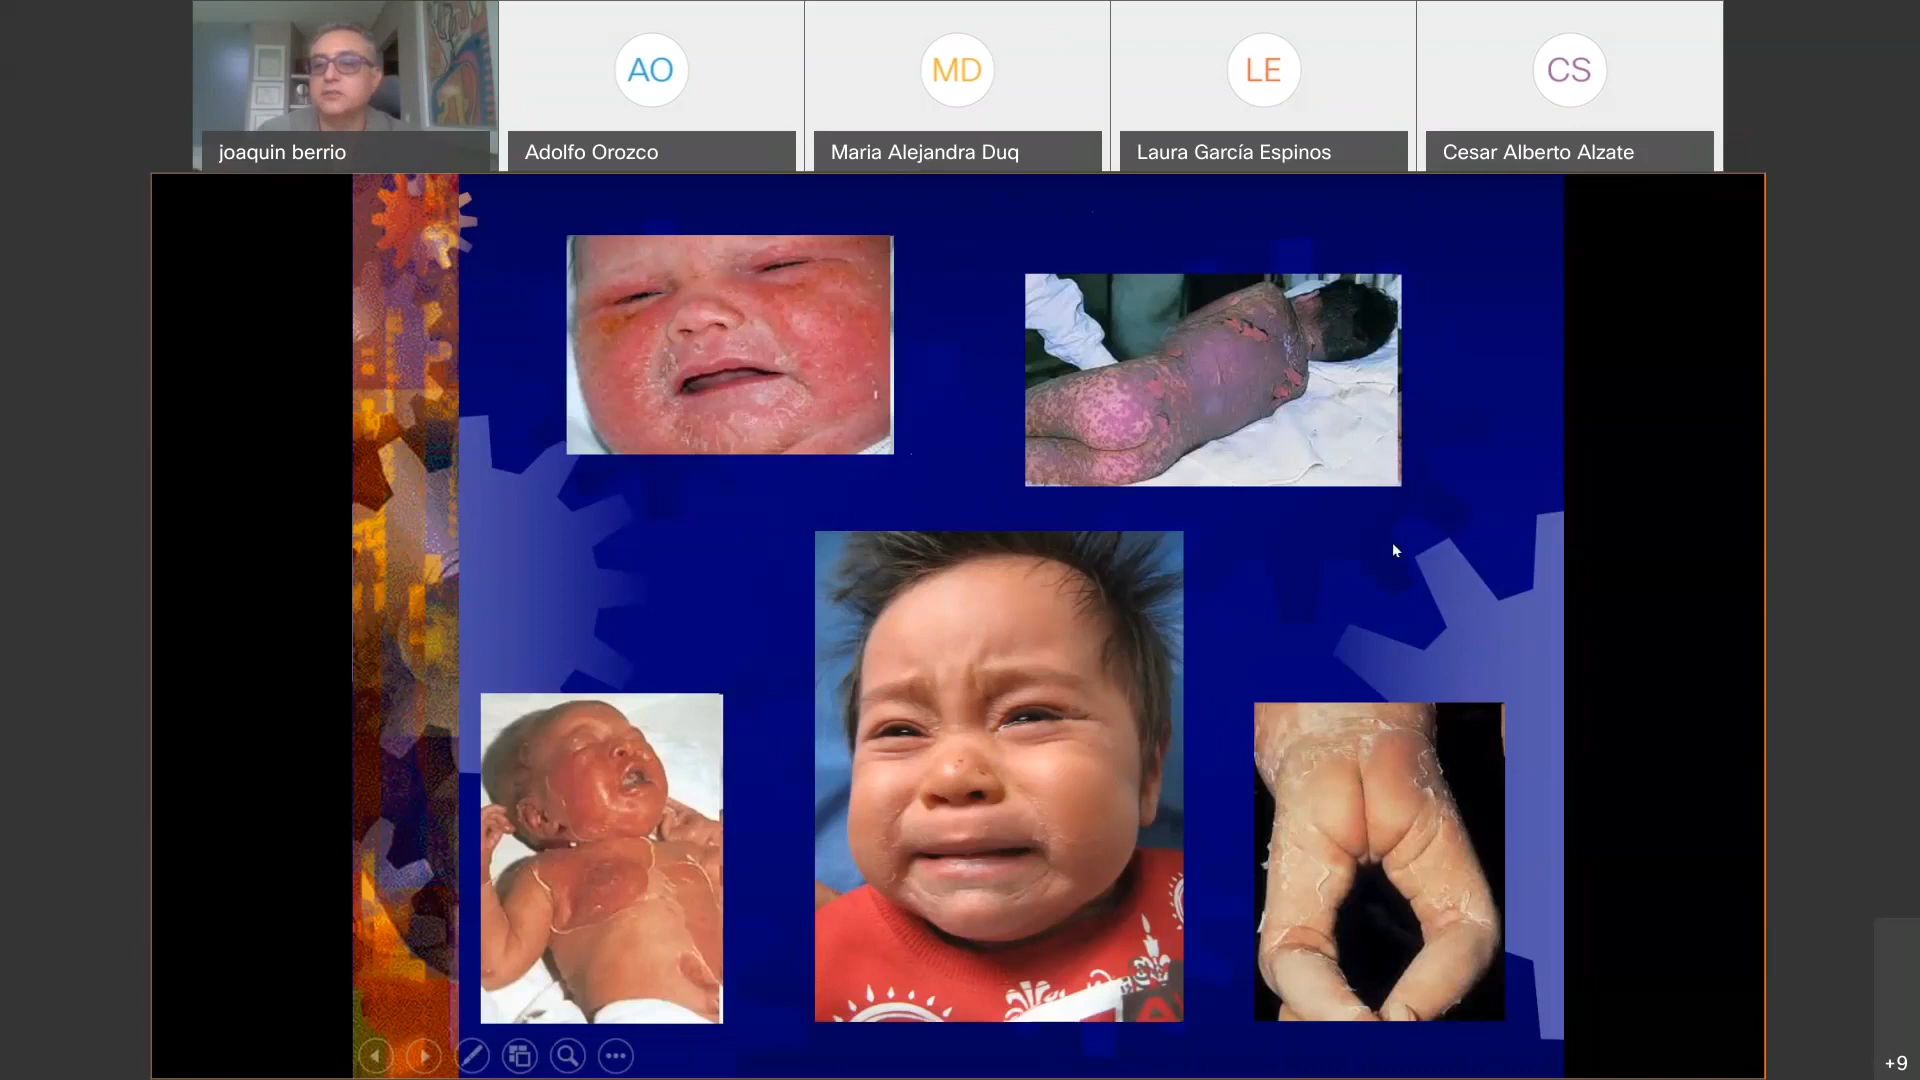 AO
MD
LE
CS
joaquin berrio
Adolfo Orozco
Maria Alejandra Duq
Laura García Espinos
Cesar Alberto Alzate
+9